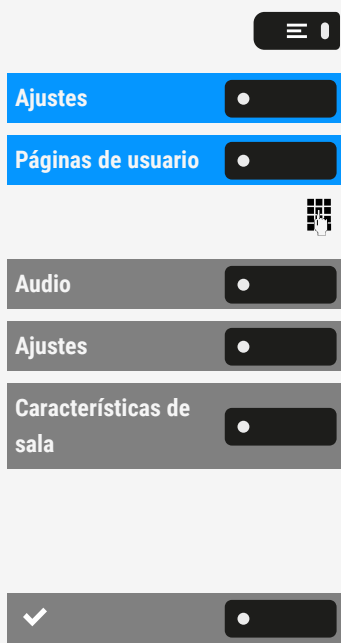 Ajustes
Páginas de usuario
Audio
Ajustes
Características de
sala